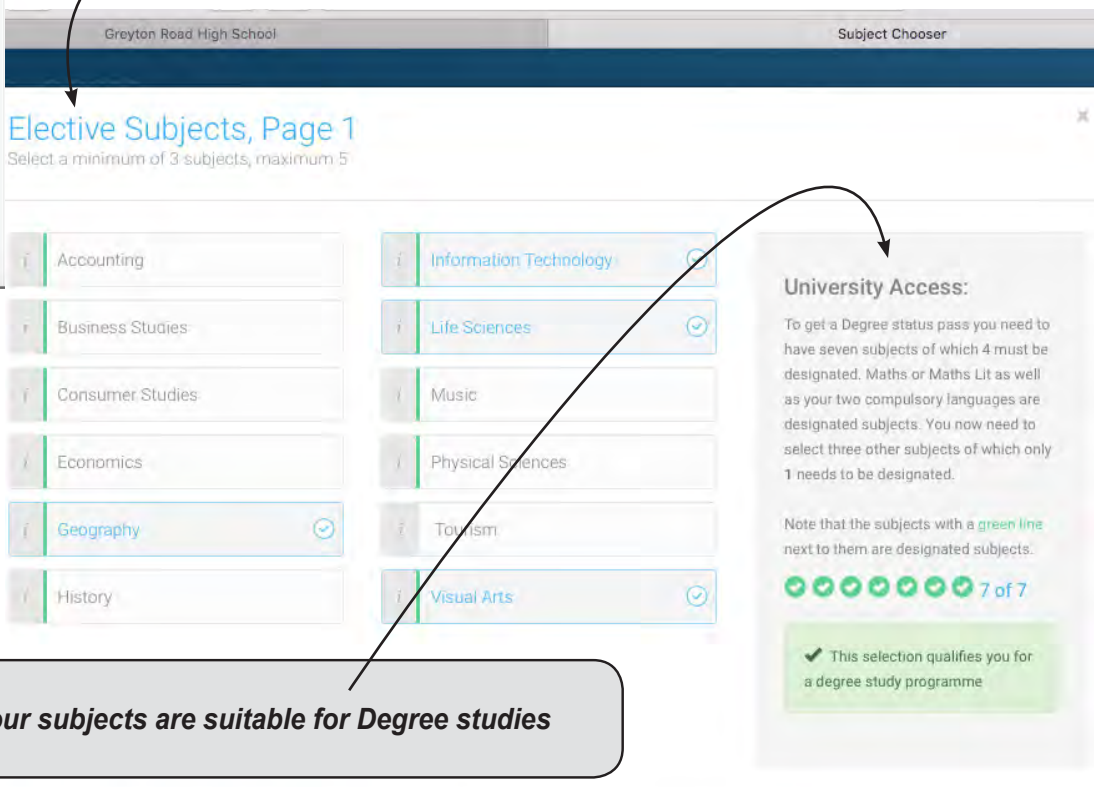 Greyton Road High School
Subject Chooser
Elective Subjects, Page 1
Select a minimum of 3 subjects, maximum 5
Accounting
Business Studies
Consumer Studies
Economics
Geography
History
Information Technology
Life Sciences
Music
Physical Sciences
Tourism
Visual Arts
University Access:
To get a Degree status pass you need to
have seven subjects of which 4 must be
designated. Maths or Maths Lit as well
as your two compulsory languages are
designated subjects. You now need to
select three other subjects of which only
1 needs to be designated.
Note that the subjects with a green line
next to them are designated subjects.
7 of 7
This selection qualifies you for
a degree study programme
our subjects are suitable for Degree studies